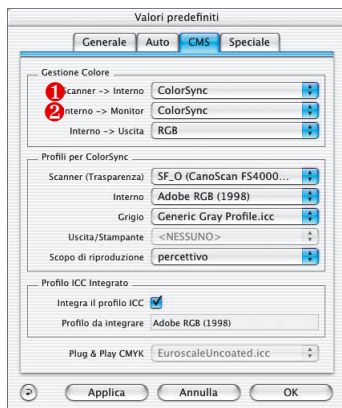 Valori predefiniti
Generale Auto CMS Speciale
Gestione Colore
1 Scanner -> Interno ColorSync
2 Interno -> Monitor ColorSync
Interno -> Uscita RGB
Profili per ColorSync
Scanner (Trasparenza) SF_O (CanoScan FS4000...
Interno Adobe RGB (1998)
Grigio Generic Gray Profile.icc
Uscita/Stampante <NESSUNO>
Scopo di riproduzione percettivo
Profilo ICC Integrato
Integra il profilo ICC
Profilo da integrare Adobe RGB (1998)
Plug & Play CMYK EuroscaleUncoated.icc
Applica Annulla OK